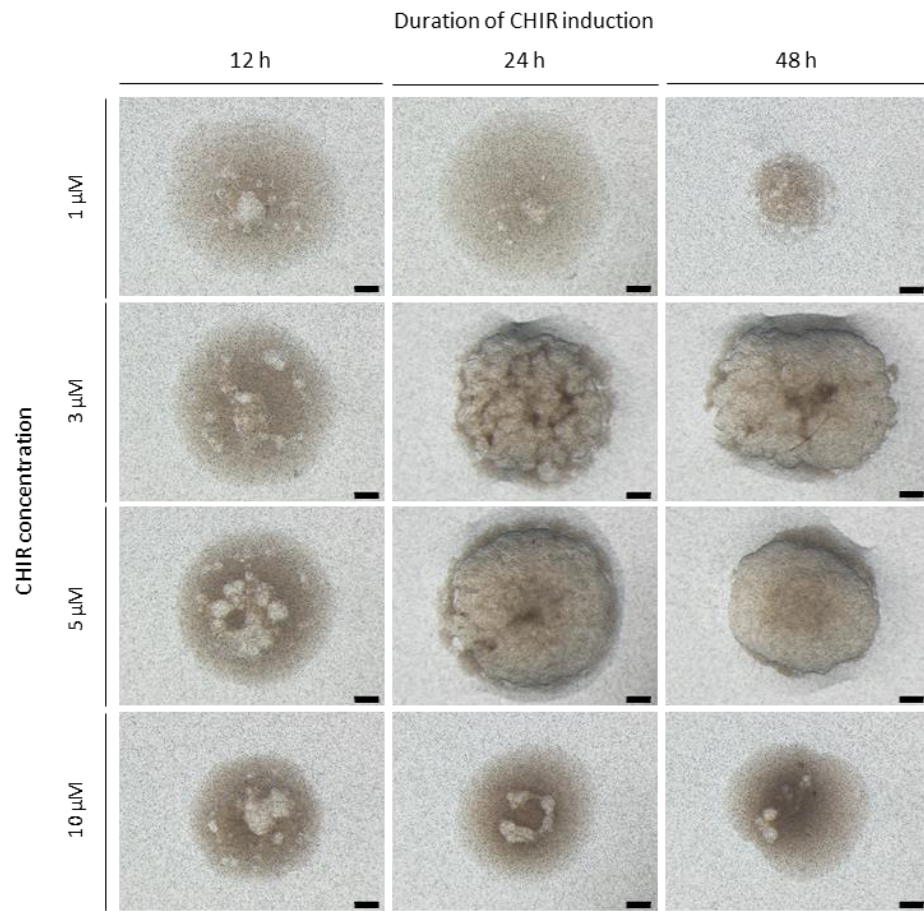 Duration of CHIR induction
12 h
24 h
48 h
CHIR concentration
1 µM
3 µM
5 µM
10 µM